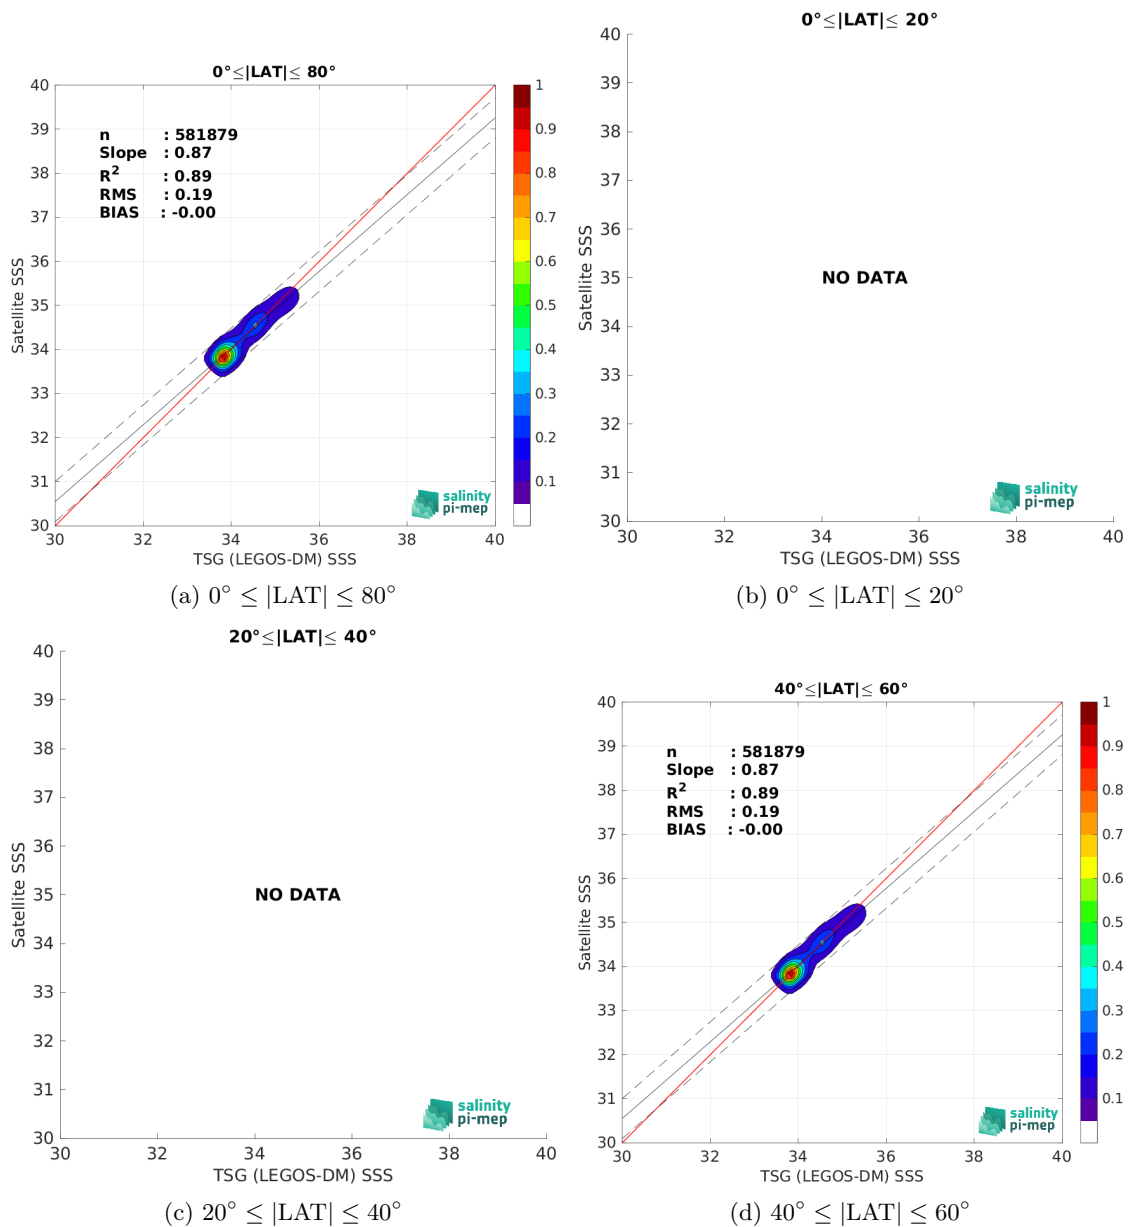 0°≤|LAT|≤ 80°
40
39
38
37
36
35
34
33
32
31
30
Satellite SSS
n : 581879
Slope : 0.87
R² : 0.89
RMS : 0.19
BIAS : -0.00
salinity
pi-mep
30 32 34 36 38 40
TSG (LEGOS-DM) SSS
1
0.9
0.8
0.7
0.6
0.5
0.4
0.3
0.2
0.1
(a) 0° ≤ |LAT| ≤ 80°
0°≤|LAT|≤ 20°
40
39
38
37
36
35
34
33
32
31
30
Satellite SSS
NO DATA
salinity
pi-mep
30 32 34 36 38 40
TSG (LEGOS-DM) SSS
(b) 0° ≤ |LAT| ≤ 20°
20°≤|LAT|≤ 40°
40
39
38
37
36
35
34
33
32
31
30
Satellite SSS
NO DATA
salinity
pi-mep
30 32 34 36 38 40
TSG (LEGOS-DM) SSS
(c) 20° ≤ |LAT| ≤ 40°
40°≤|LAT|≤ 60°
40
39
38
37
36
35
34
33
32
31
30
Satellite SSS
n : 581879
Slope : 0.87
R² : 0.89
RMS : 0.19
BIAS : -0.00
salinity
pi-mep
30 32 34 36 38 40
TSG (LEGOS-DM) SSS
1
0.9
0.8
0.7
0.6
0.5
0.4
0.3
0.2
0.1
(d) 40° ≤ |LAT| ≤ 60°